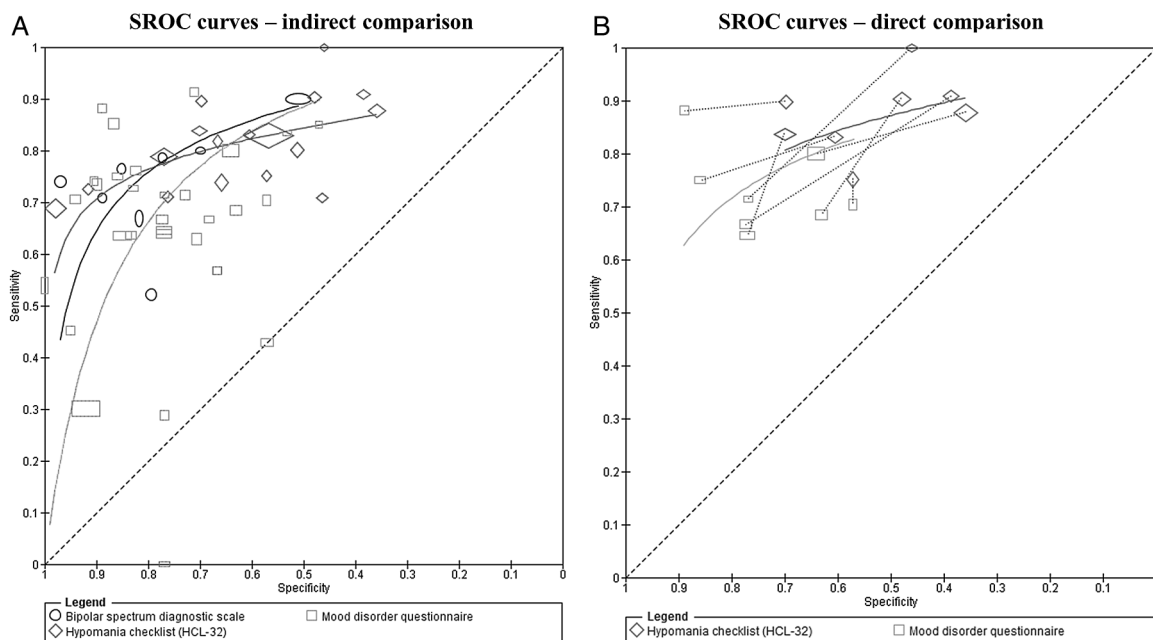 A
SROC curves – indirect comparison
1
0.9
0.8
0.7
0.6
0.5
0.4
0.3
0.2
0.1
0
Sensitivity
1
0.9
0.8
0.7
0.6
0.5
0.4
0.3
0.2
0.1
0
Specificity
Legend
Bipolar spectrum diagnostic scale
Mood disorder questionnaire
Hypomania checklist (HCL-32)
B
SROC curves – direct comparison
1
0.9
0.8
0.7
0.6
0.5
0.4
0.3
0.2
0.1
0
Sensitivity
1
0.9
0.8
0.7
0.6
0.5
0.4
0.3
0.2
0.1
Specificity
Legend
Hypomania checklist (HCL-32)
Mood disorder questionnaire